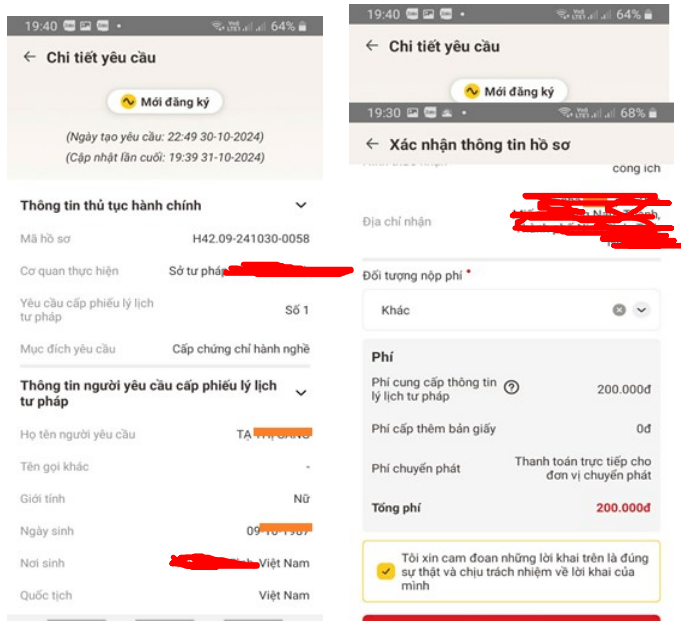 19:40
64%
Chi tiết yêu cầu
Mới đăng ký
(Ngày tạo yêu cầu: 22:49 30-10-2024)
(Cập nhật lần cuối: 19:39 31-10-2024)
Thông tin thủ tục hành chính
Mã hồ sơ H42.09-241030-0058
Cơ quan thực hiện Sở tư pháp
Yêu cầu cấp phiếu lý lịch
tư pháp Số 1
Mục đích yêu cầu Cấp chứng chỉ hành nghề
Thông tin người yêu cầu cấp phiếu lý lịch
tư pháp
Họ tên người yêu cầu TẠ
Tên gọi khác -
Giới tính Nữ
Ngày sinh
Nơi sinh Việt Nam
Quốc tịch Việt Nam
19:40
64%
Chi tiết yêu cầu
Mới đăng ký
19:30
68%
Xác nhận thông tin hồ sơ
công ích
Địa chỉ nhận
Đối tượng nộp phí *
Khác
Phí
Phí cung cấp thông tin
lý lịch tư pháp 200.000đ
Phí cấp thêm bản giấy 0đ
Phí chuyển phát Thanh toán trực tiếp cho
đơn vị chuyển phát
Tổng phí 200.000đ
Tôi xin cam đoan những lời khai trên là đúng
sự thật và chịu trách nhiệm về lời khai của
mình